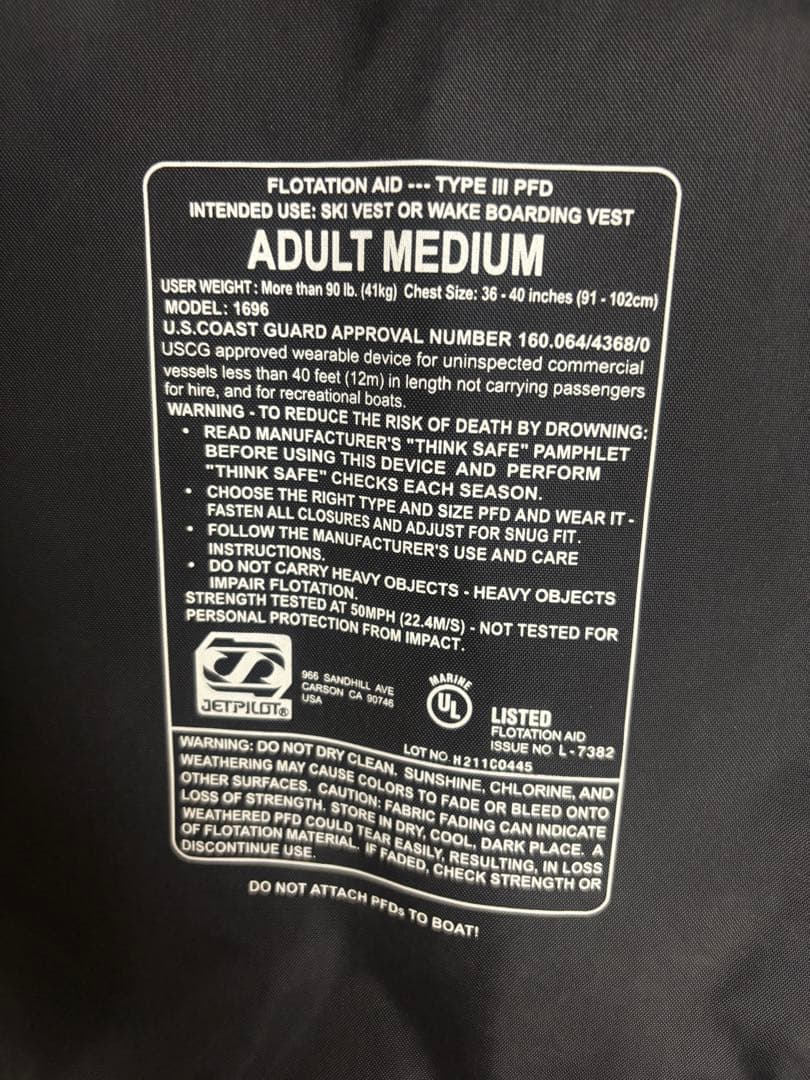 FLOTATION AID --- TYPE III PFD
INTENDED USE: SKI VEST OR WAKE BOARDING VEST
ADULT MEDIUM
USER WEIGHT: More than 90 lb. (41kg) Chest Size: 36 - 40 inches (91 - 102cm)
MODEL: 1696
U.S.COAST GUARD APPROVAL NUMBER 160.064/4368/0
USCG approved wearable device for uninspected commercial
vessels less than 40 feet (12m) in length not carrying passengers
for hire, and for recreational boats.
WARNING - TO REDUCE THE RISK OF DEATH BY DROWNING:
• READ MANUFACTURER'S "THINK SAFE" PAMPHLET
BEFORE USING THIS DEVICE AND PERFORM
"THINK SAFE" CHECKS EACH SEASON.
• CHOOSE THE RIGHT TYPE AND SIZE PFD AND WEAR IT -
FASTEN ALL CLOSURES AND ADJUST FOR SNUG FIT.
• FOLLOW THE MANUFACTURER'S USE AND CARE
INSTRUCTIONS.
• DO NOT CARRY HEAVY OBJECTS - HEAVY OBJECTS
IMPAIR FLOTATION.
STRENGTH TESTED AT 50MPH (22.4M/S) - NOT TESTED FOR
PERSONAL PROTECTION FROM IMPACT.
JETPILOT®
966 SANDHILL AVE
CARSON CA 90746
USA
MARINE
UL
LISTED
FLOTATION AID
ISSUE NO. L-7382
LOT NO. H211C0445
WARNING: DO NOT DRY CLEAN. SUNSHINE, CHLORINE, AND
WEATHERING MAY CAUSE COLORS TO FADE OR BLEED ONTO
OTHER SURFACES. CAUTION: FABRIC FADING CAN INDICATE
LOSS OF STRENGTH. STORE IN DRY, COOL, DARK PLACE. A
WEATHERED PFD COULD TEAR EASILY, RESULTING, IN LOSS
OF FLOTATION MATERIAL. IF FADED, CHECK STRENGTH OR
DISCONTINUE USE.
DO NOT ATTACH PFDs TO BOAT!